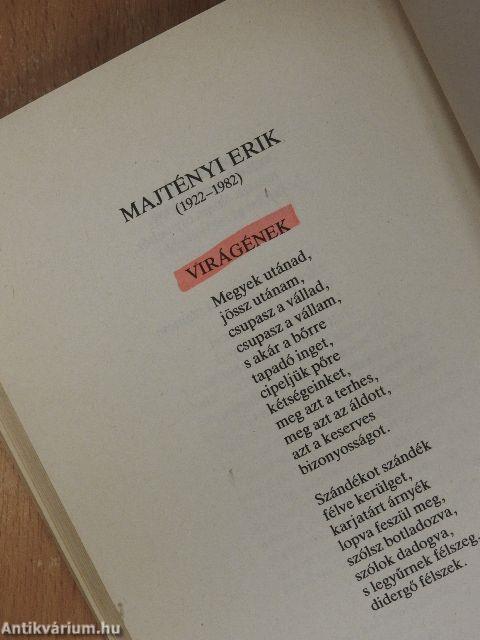 MAJTÉNYI ERIK
(1922–1982)
VIRÁGÉNEK
Megyek utánad,
jössz utánam,
csupasz a vállad,
csupasz a vállam,
s akár a bőrre
tapadó inget,
cipeljük pőre
kétségeinket,
meg azt a terhes,
meg azt az áldott,
azt a keserves
bizonyosságot.
Szándékot szándék
félve kerülget,
karjatárt árnyék
lopva feszül meg,
szólsz botladozva,
szólok dadogva,
s legyűrnek félszeg,
didergő félszek.
Antikvárium.hu